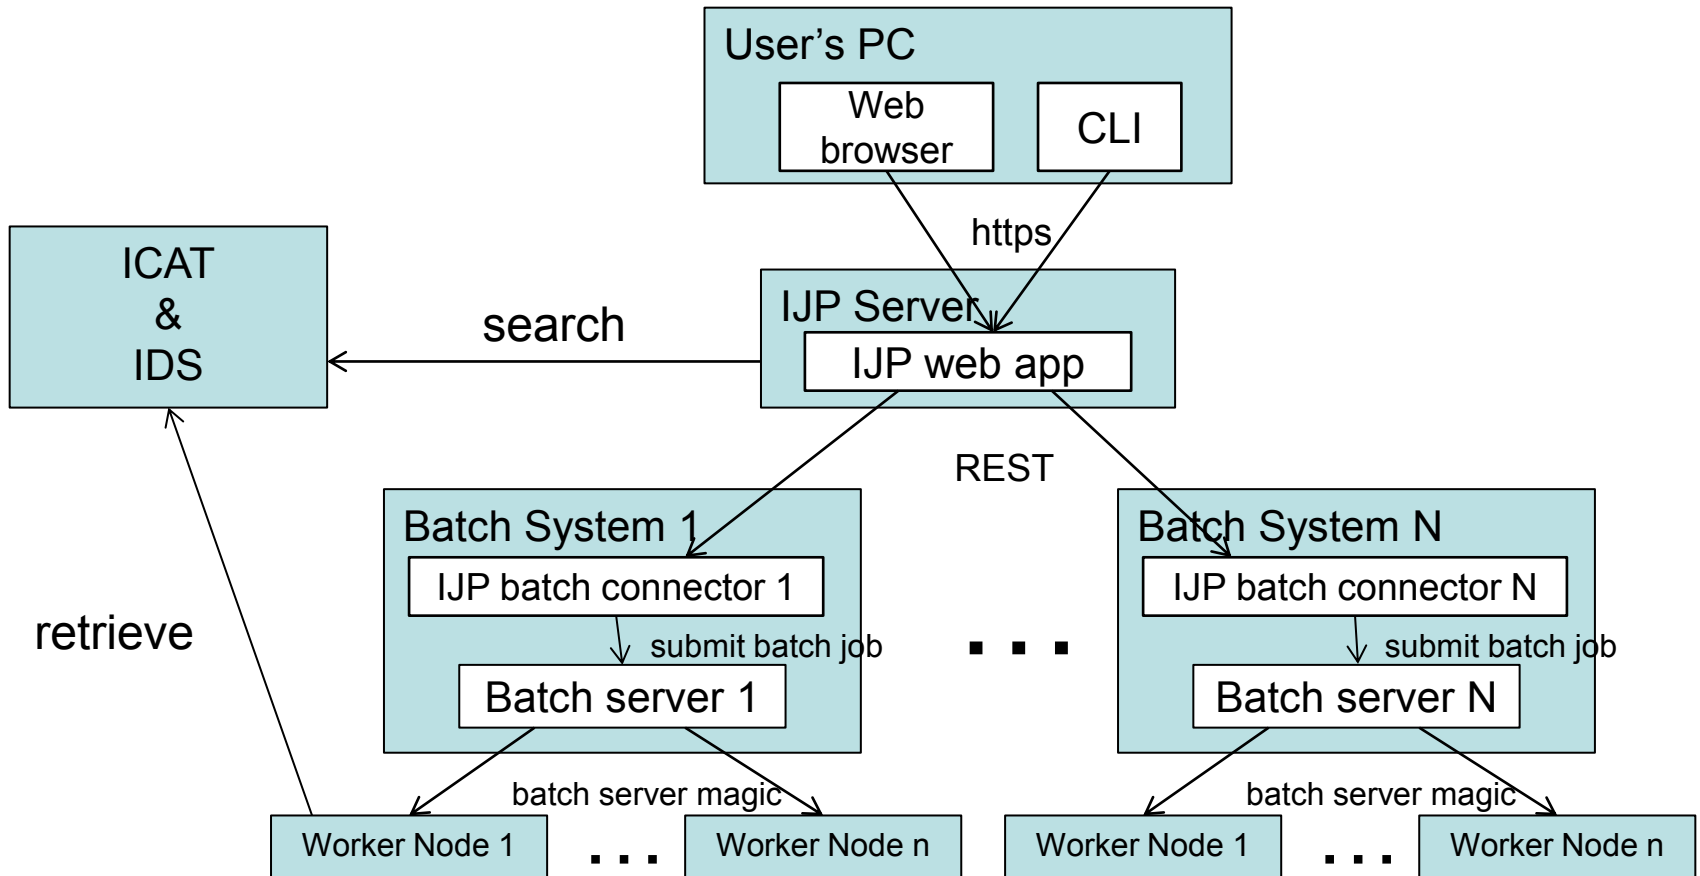 User’s PC
Web
browser
CLI
https
ICAT
&
IDS
search
IJP Server
IJP web app
REST
Batch System 1
IJP batch connector 1
submit batch job
Batch server 1
Batch System N
IJP batch connector N
submit batch job
Batch server N
. . .
retrieve
batch server magic
batch server magic
Worker Node 1
. . .
Worker Node n
Worker Node 1
. . .
Worker Node n